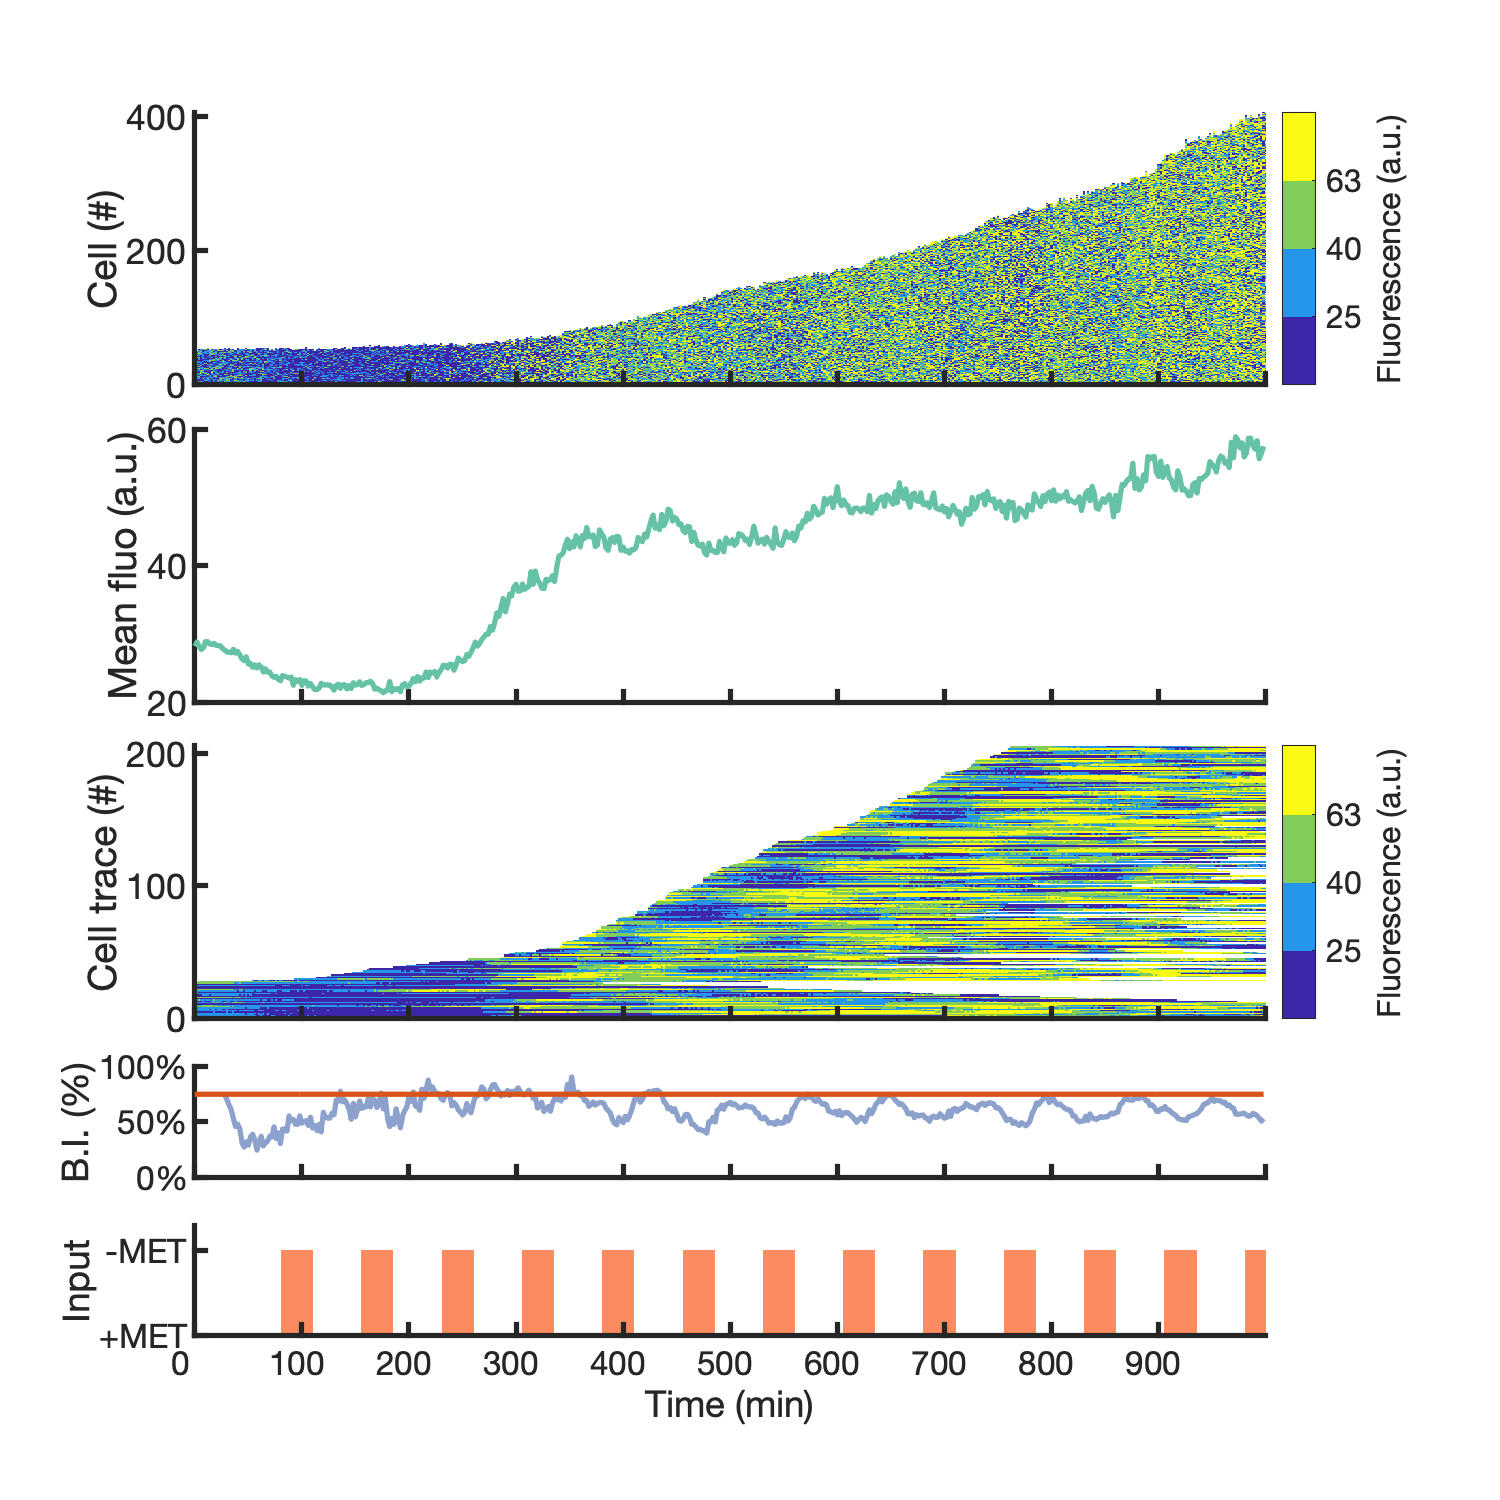 400
200
0
Cell (#)
63
40
25
Fluorescence (a.u.)
60
40
20
Mean fluo (a.u.)
200
100
0
Cell trace (#)
63
40
25
Fluorescence (a.u.)
100%
50%
0%
B.I. (%)
-MET
+MET
Input
0 100 200 300 400 500 600 700 800 900
Time (min)